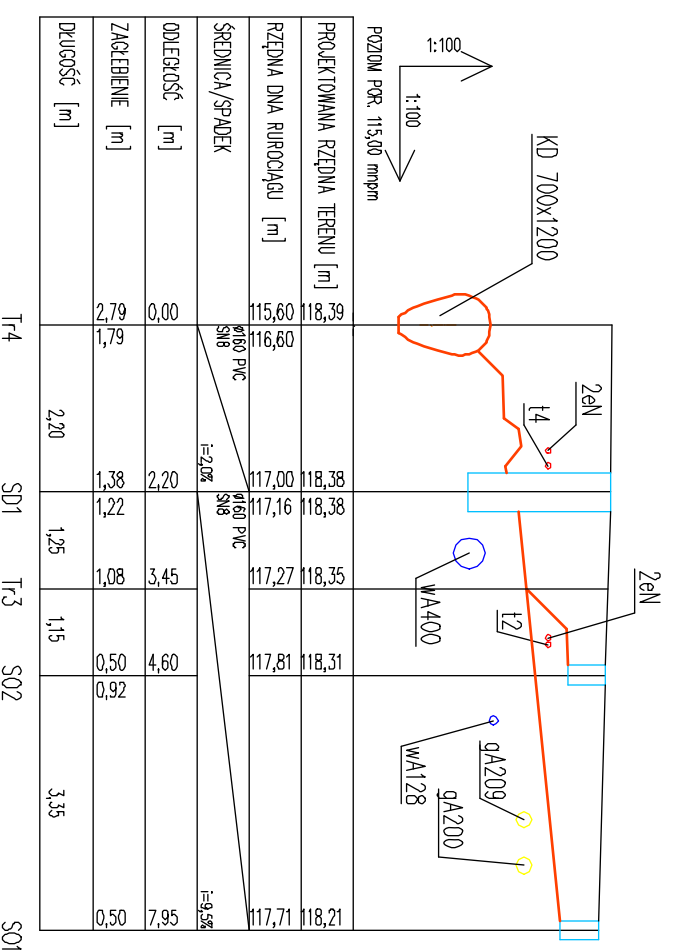 KD 700x1200
1:100
1:100
POZIOM POR. 115,00 mnpm
2eN
t4
wA400
2eN
t2
wA128
gA209
gA200
PROJEKTOWANA RZĘDNA TERENU [m]
118,39
118,38
118,38
118,35
118,31
118,21
RZĘDNA DNA RUROCIĄGU [m]
115,60
116,60
117,00
117,16
117,27
117,81
117,71
ŚREDNICA/SPADEK
ø160 PVC
SN8
i=2,0%
ø160 PVC
SN8
i=9,5%
ODLEGŁOŚĆ [m]
0,00
2,20
3,45
4,60
7,95
ZAGŁEBIENIE [m]
2,79
1,79
1,38
1,22
1,08
0,50
0,92
0,50
DŁUGOŚĆ [m]
2,20
1,25
1,15
3,35
Tr4
SD1
Tr3
SO2
SO1